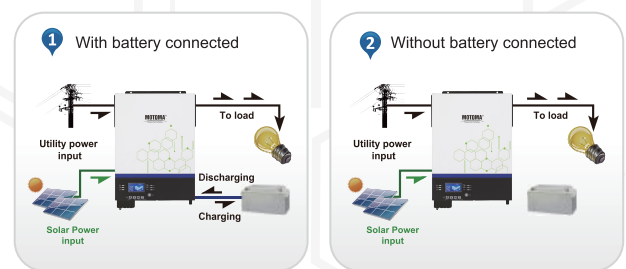 1 With battery connected
Utility power
input
MOTOMA
To load
Discharging
Charging
Solar Power
input
2 Without battery connected
Utility power
input
MOTOMA
To load
Solar Power
input